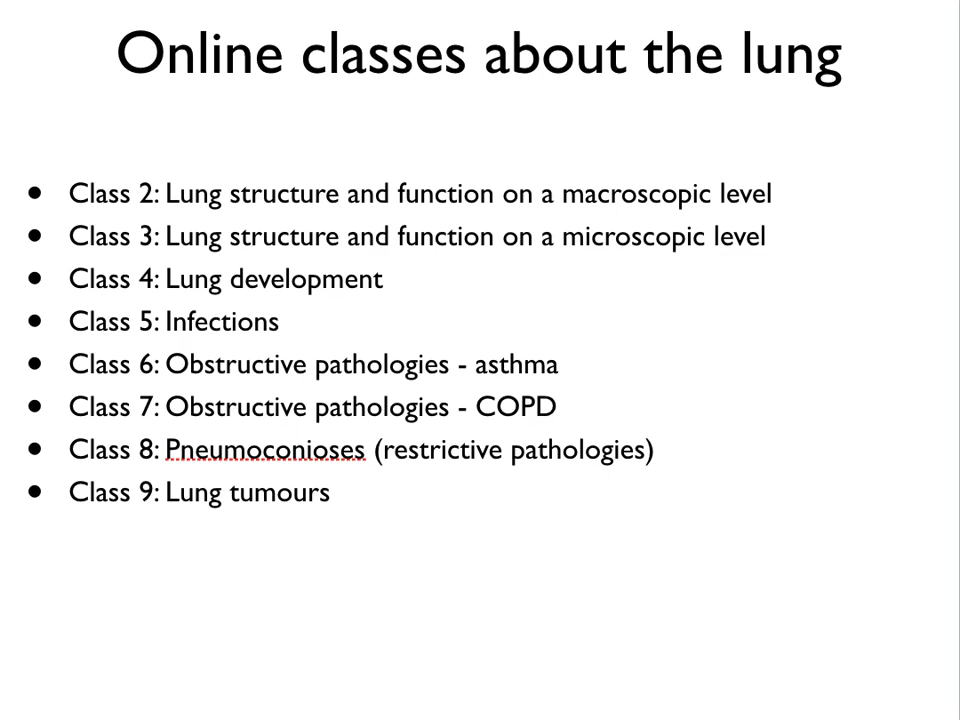 Online classes about the lung
• Class 2: Lung structure and function on a macroscopic level
• Class 3: Lung structure and function on a microscopic level
• Class 4: Lung development
• Class 5: Infections
• Class 6: Obstructive pathologies - asthma
• Class 7: Obstructive pathologies - COPD
• Class 8: Pneumoconioses (restrictive pathologies)
• Class 9: Lung tumours